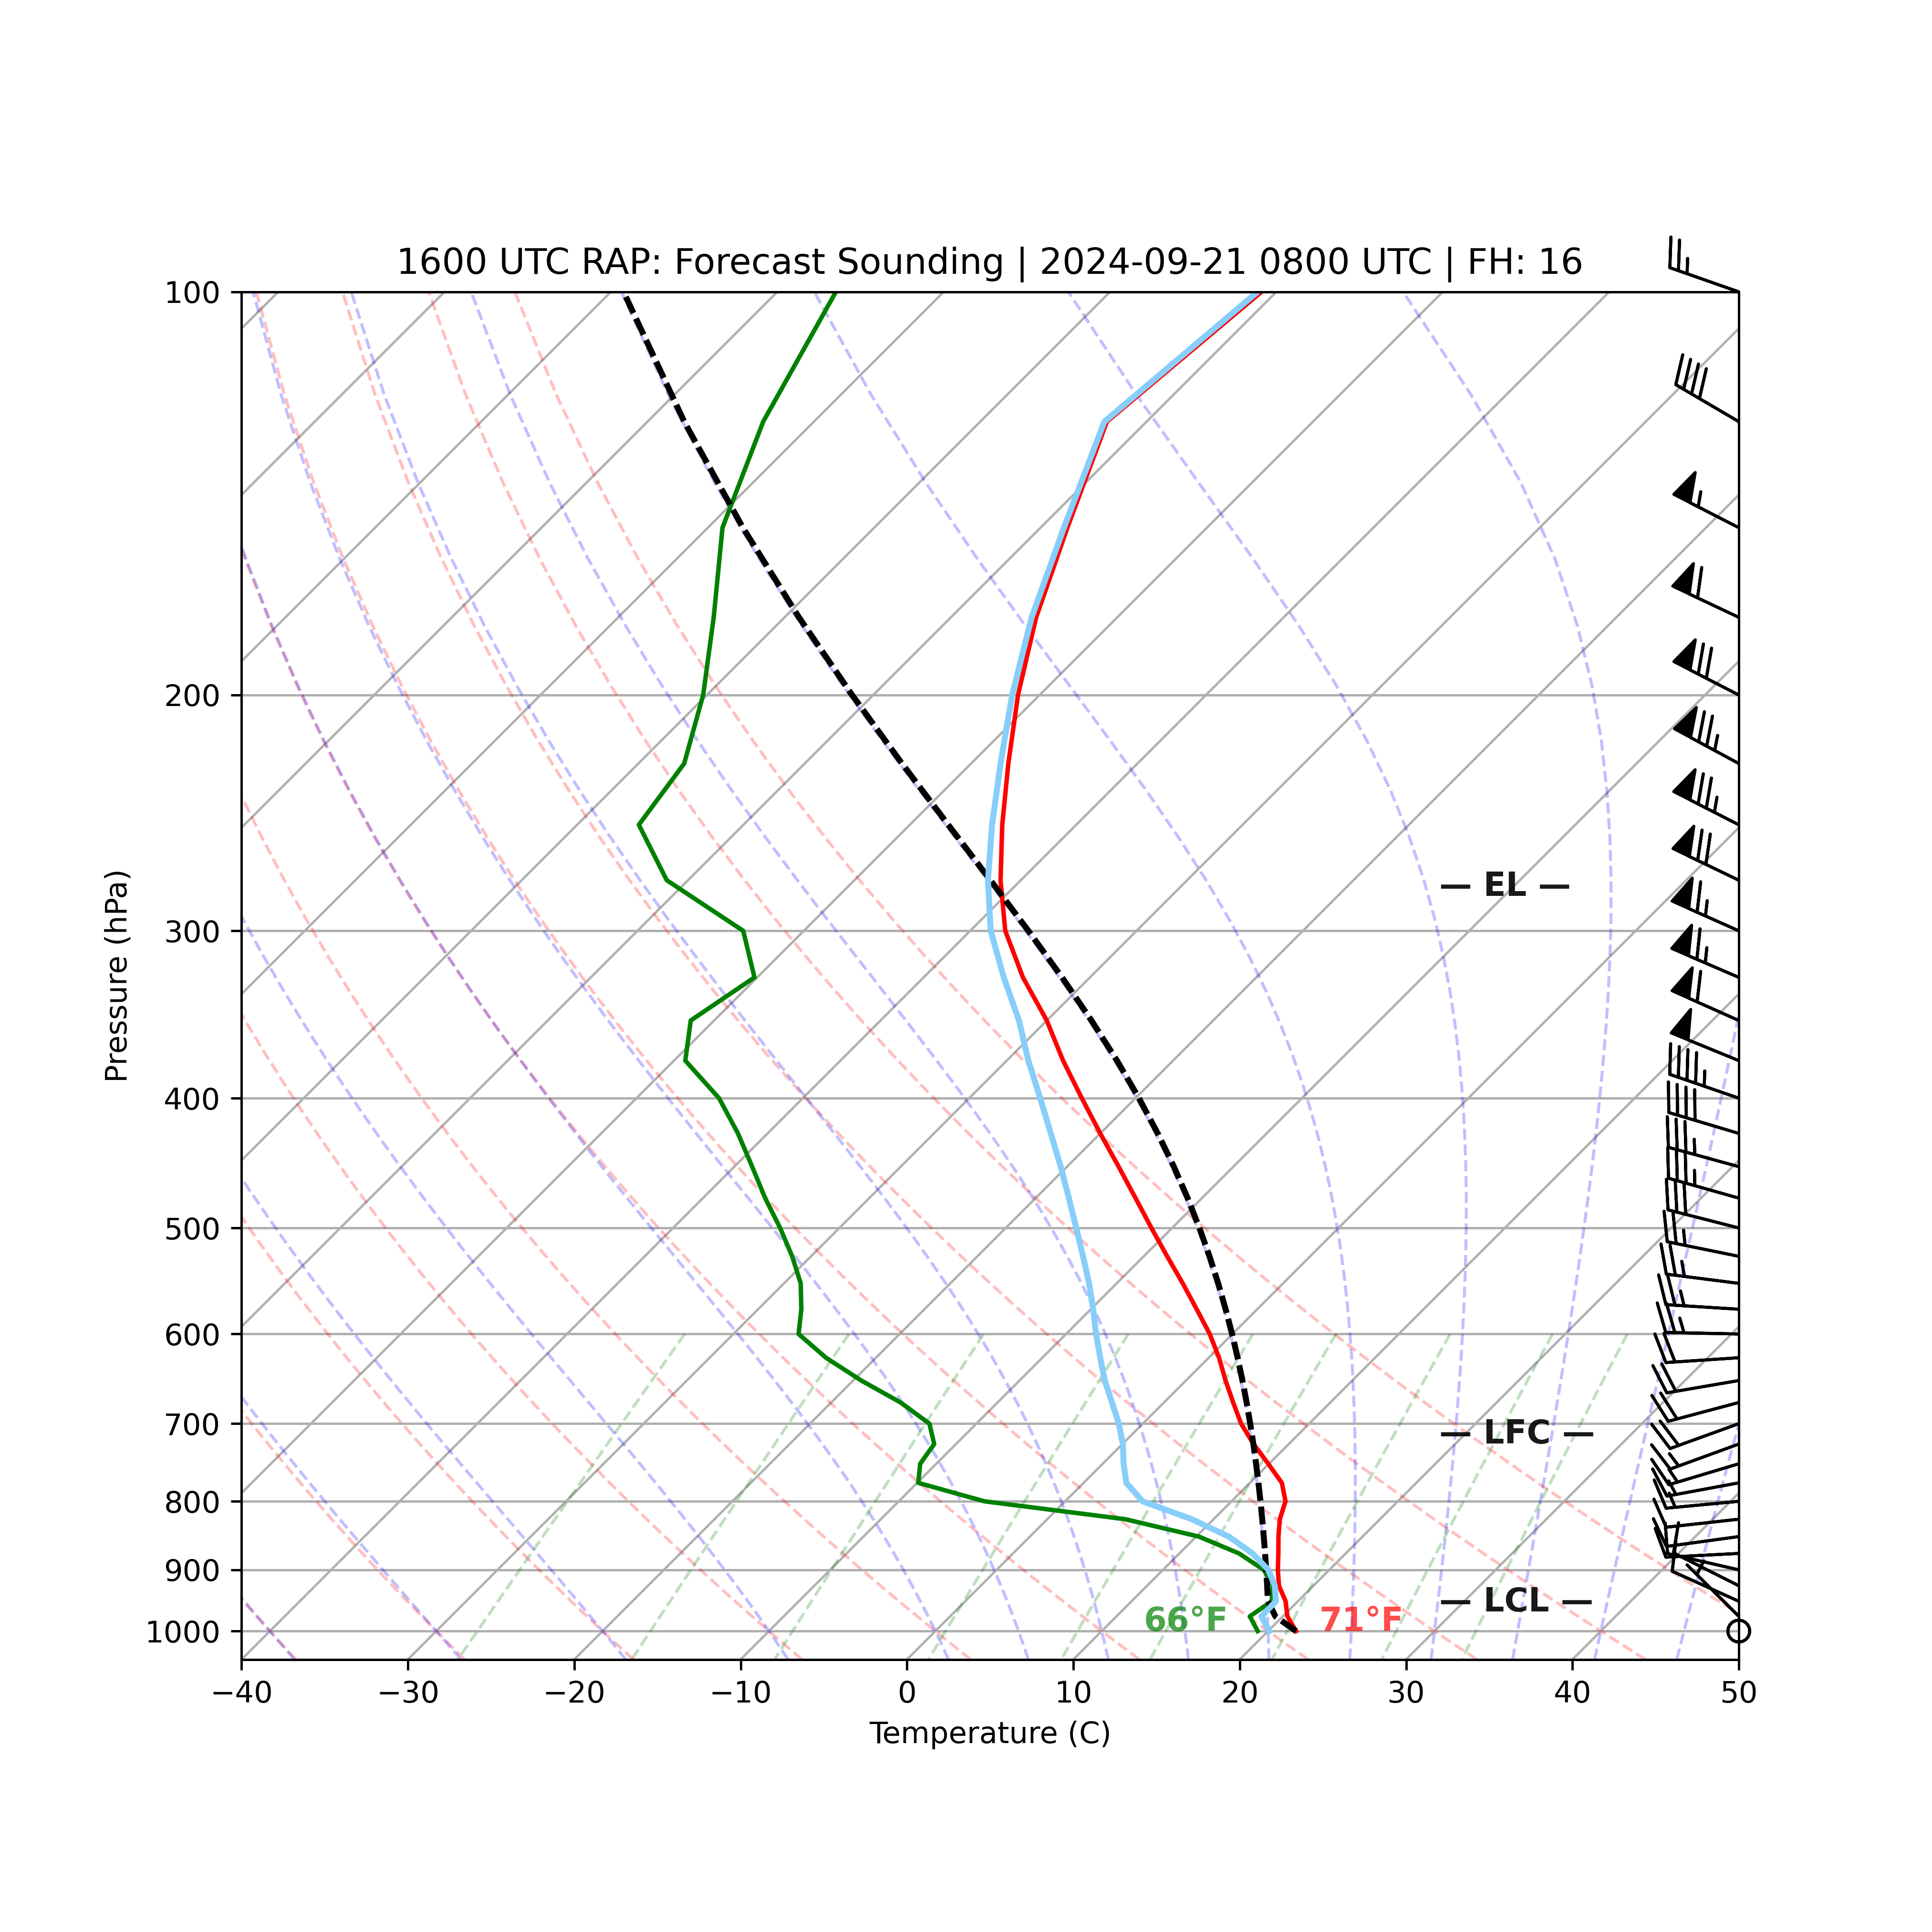 1600 UTC RAP: Forecast Sounding | 2024-09-21 0800 UTC | FH: 16
100
200
300
400
500
600
700
800
900
1000
Pressure (hPa)
— EL —
— LFC —
— LCL —
66°F
71°F
−40
−30
−20
−10
0
10
20
30
40
50
Temperature (C)